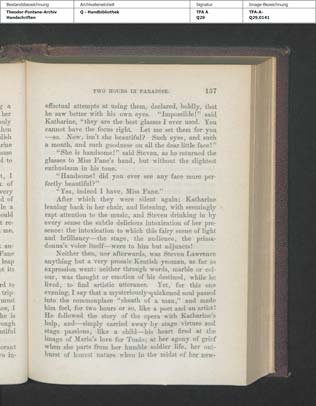 Bestandsbezeichnung
Archivalieneinheit
Signatur
Image-Bezeichnung
Theodor-Fontane-Archiv
Handschriften
Q - Handbibliothek
TFA A
Q29
TFA-A-
Q29,0141
TWO HOURS IN PARADISE. 157
effectual attempts at using them, declared, boldly, that
he saw better with his own eyes. "Impossible!" said
Katharine, "they are the best glasses I ever used. You
cannot have the focus right. Let me set them for you
—so. Now, isn't she beautiful? Such eyes, and such
a mouth, and such goodness on all the dear little face!"
"She is handsome!" said Steven, as he returned the
glasses to Miss Fane's hand, but without the slightest
enthusiasm in his tone.
"Handsome! did you ever see any face more per-
fectly beautiful?"
"Yes, indeed I have, Miss Fane."
After which they were silent again: Katharine
leaning back in her chair, and listening, with seemingly
rapt attention to the music, and Steven drinking in by
every sense the subtle delicious intoxication of her pre-
sence: the intoxication to which this fairy scene of light
and brilliancy—the stage, the audience, the prima-
donna's voice itself—were to him but adjuncts!
Neither then, nor afterwards, was Steven Lawrence
anything but a very prosaic Kentish yeoman, as far as
expression went: neither through words, marble or col-
our, was thought or emotion of his destined, while he
lived, to find artistic utterance. Yet, for this one
evening, I say that a mysteriously-quickened soul passed
into the commonplace "sheath of a man," and made
him feel, for two hours or so, like a poet and an artist!
He followed the story of the opera with Katharine's
help, and—simply carried away by stage virtues and
stage passions, like a child—his heart fired at the
image of Maria's love for Tonio; at her agony of grief
when she parts from her humble soldier life, her out-
burst of honest nature when in the midst of her new-